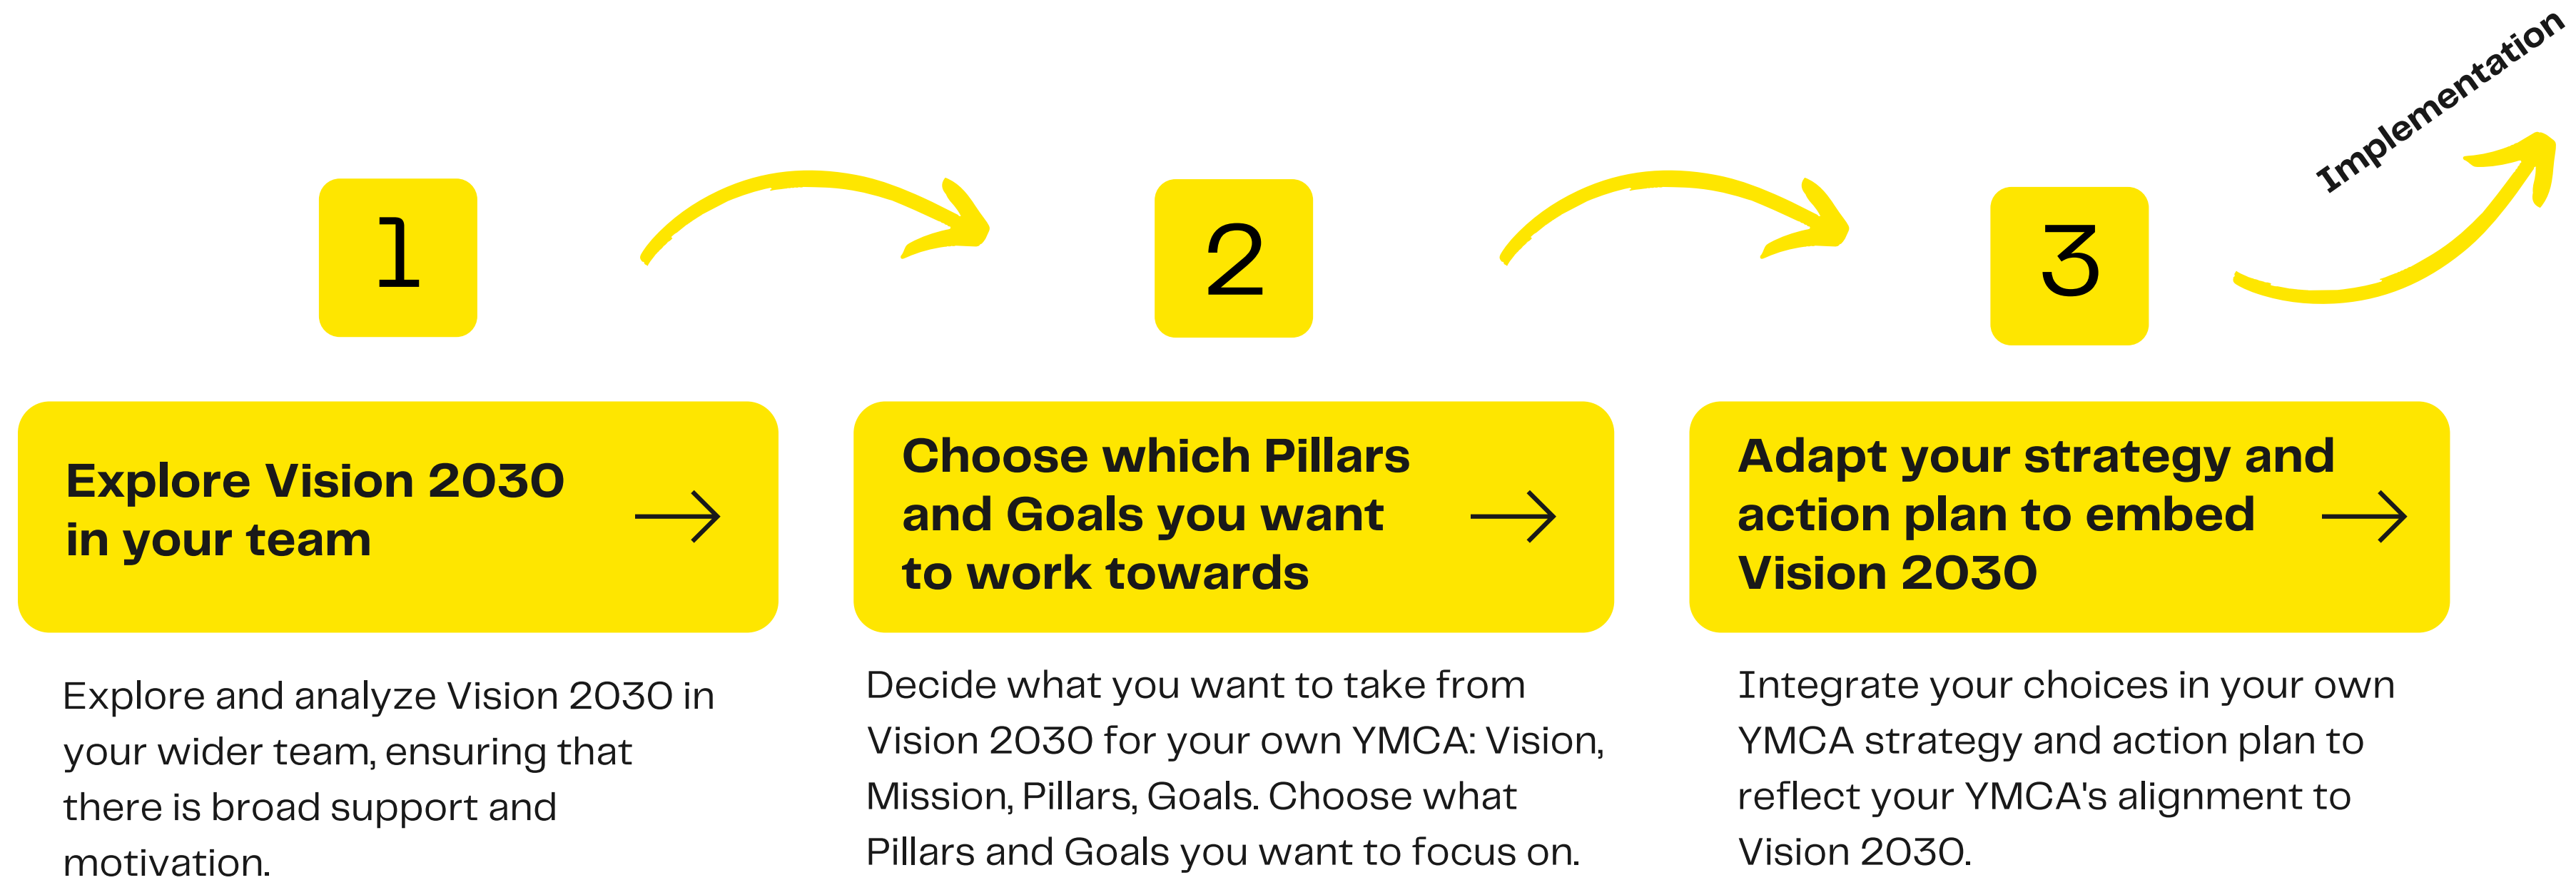 Implementation
1
2
3
Explore Vision 2030
in your team
Choose which Pillars
and Goals you want
to work towards
Adapt your strategy and
action plan to embed
Vision 2030
Explore and analyze Vision 2030 in
your wider team, ensuring that
there is broad support and
motivation.
Decide what you want to take from
Vision 2030 for your own YMCA: Vision,
Mission, Pillars, Goals. Choose what
Pillars and Goals you want to focus on.
Integrate your choices in your own
YMCA strategy and action plan to
reflect your YMCA's alignment to
Vision 2030.